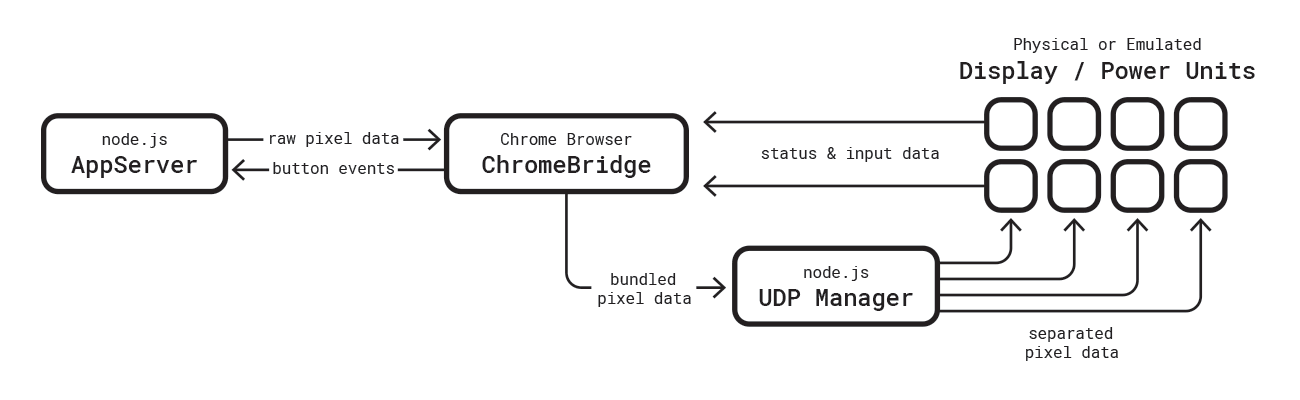 Physical or Emulated
Display / Power Units
node.js
AppServer
raw pixel data
button events
Chrome Browser
ChromeBridge
status & input data
bundled
pixel data
node.js
UDP Manager
separated
pixel data